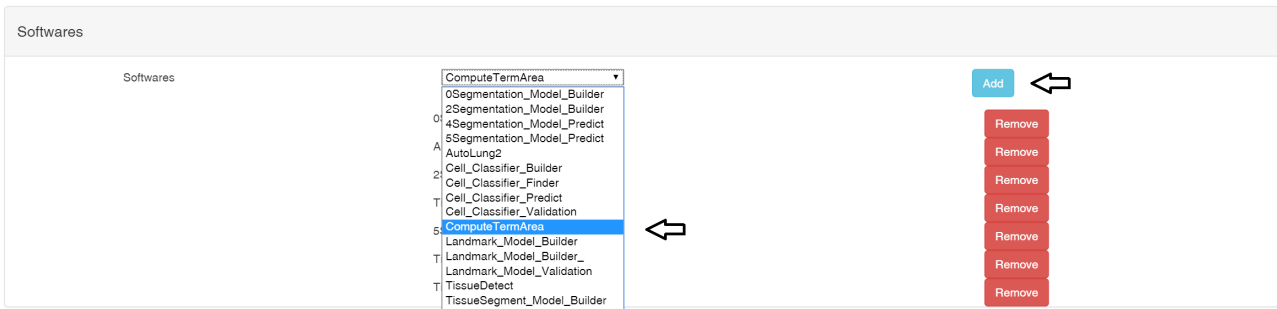 Softwares
Softwares
ComputeTermArea
Add
0Segmentation_Model_Builder
2Segmentation_Model_Builder
4Segmentation_Model_Predict
5Segmentation_Model_Predict
AutoLung2
Cell_Classifier_Builder
Cell_Classifier_Finder
Cell_Classifier_Predict
Cell_Classifier_Validation
ComputeTermArea
Landmark_Model_Builder
Landmark_Model_Builder_
Landmark_Model_Validation
TissueDetect
TissueSegment_Model_Builder
Remove
Remove
Remove
Remove
Remove
Remove
Remove